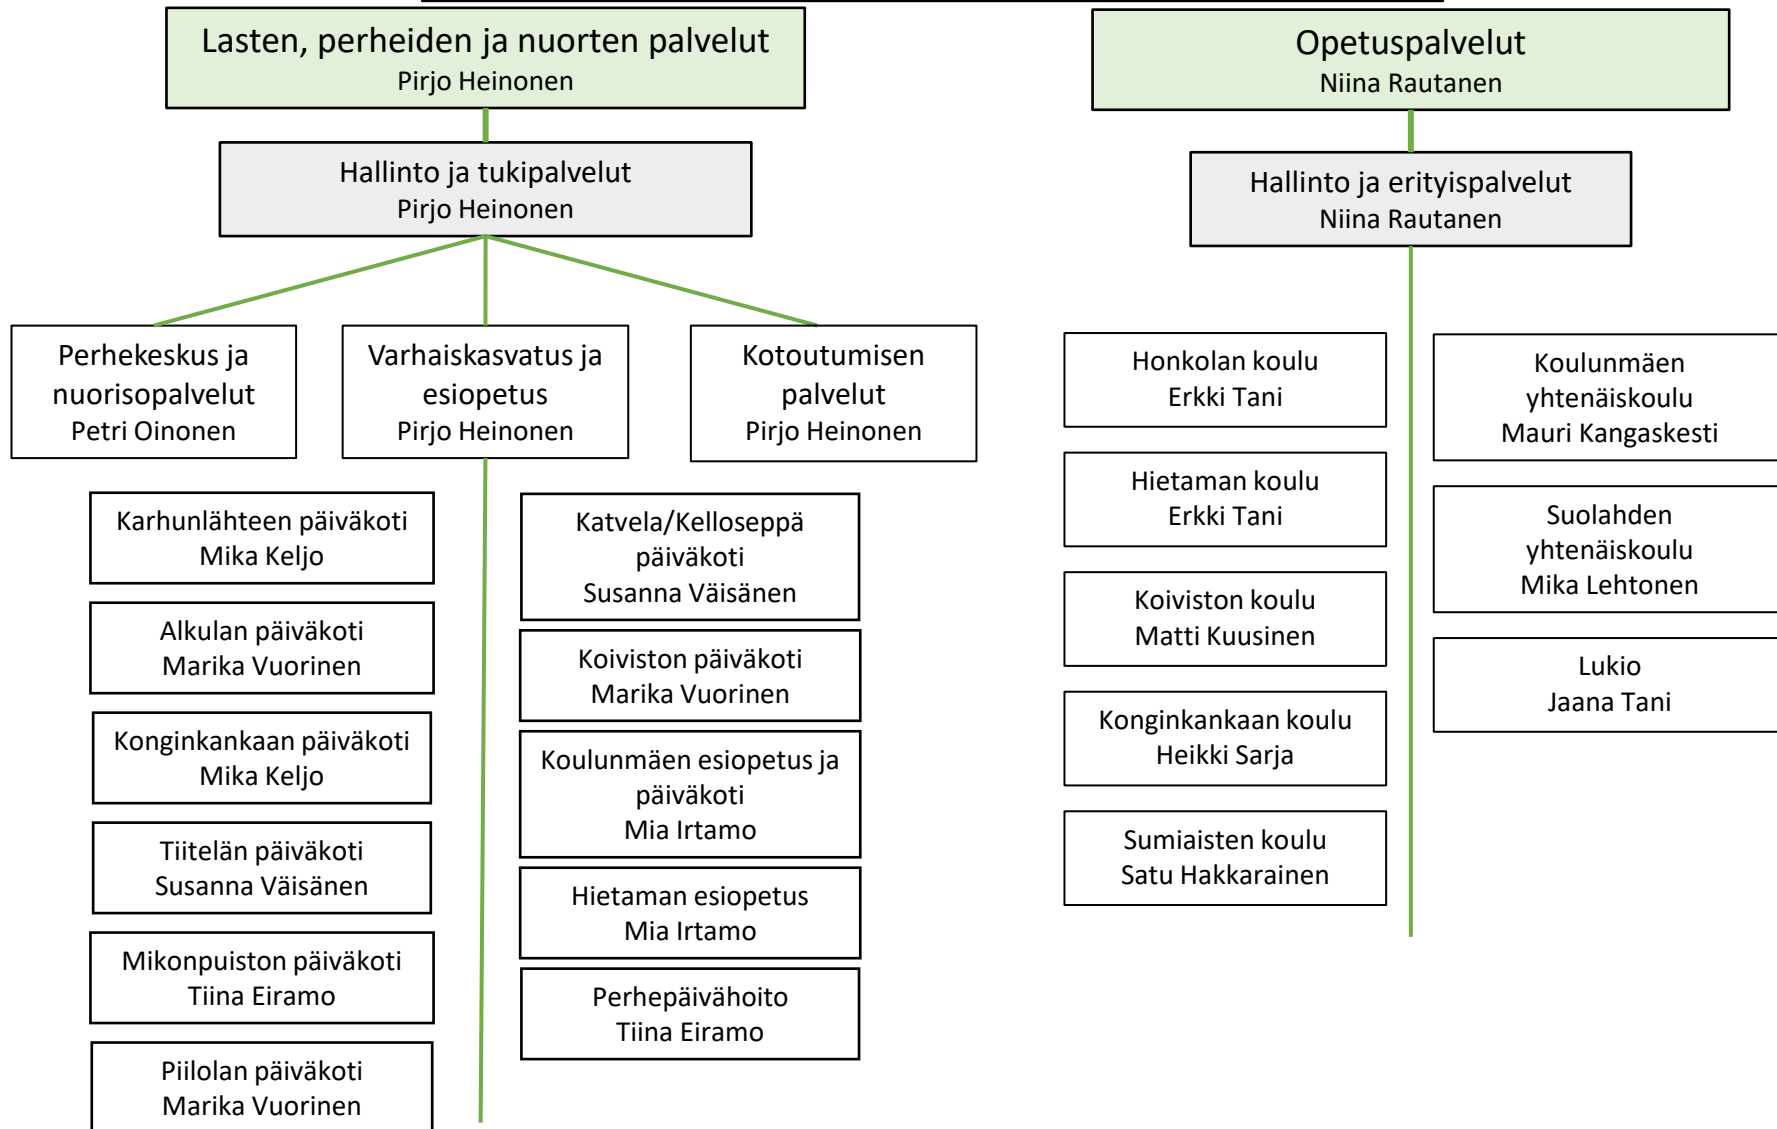 Lasten, perheiden ja nuorten palvelut
Pirjo Heinonen
Hallinto ja tukipalvelut
Pirjo Heinonen
Perhekeskus ja
nuorisopalvelut
Petri Oinonen
Varhaiskasvatus ja
esiopetus
Pirjo Heinonen
Kotoutumisen
palvelut
Pirjo Heinonen
Karhunlähteen päiväkoti
Mika Keljo
Alkulan päiväkoti
Marika Vuorinen
Konginkankaan päiväkoti
Mika Keljo
Tiitelän päiväkoti
Susanna Väisänen
Mikonpuiston päiväkoti
Tiina Eiramo
Piilolan päiväkoti
Marika Vuorinen
Katvela/Kelloseppä
päiväkoti
Susanna Väisänen
Koiviston päiväkoti
Marika Vuorinen
Koulunmäen esiopetus ja
päiväkoti
Mia Irtamo
Hietaman esiopetus
Mia Irtamo
Perhepäivähoito
Tiina Eiramo
Opetuspalvelut
Niina Rautanen
Hallinto ja erityispalvelut
Niina Rautanen
Honkolan koulu
Erkki Tani
Hietaman koulu
Erkki Tani
Koiviston koulu
Matti Kuusinen
Konginkankaan koulu
Heikki Sarja
Sumiaisten koulu
Satu Hakkarainen
Koulunmäen
yhtenäiskoulu
Mauri Kangaskesti
Suolahden
yhtenäiskoulu
Mika Lehtonen
Lukio
Jaana Tani